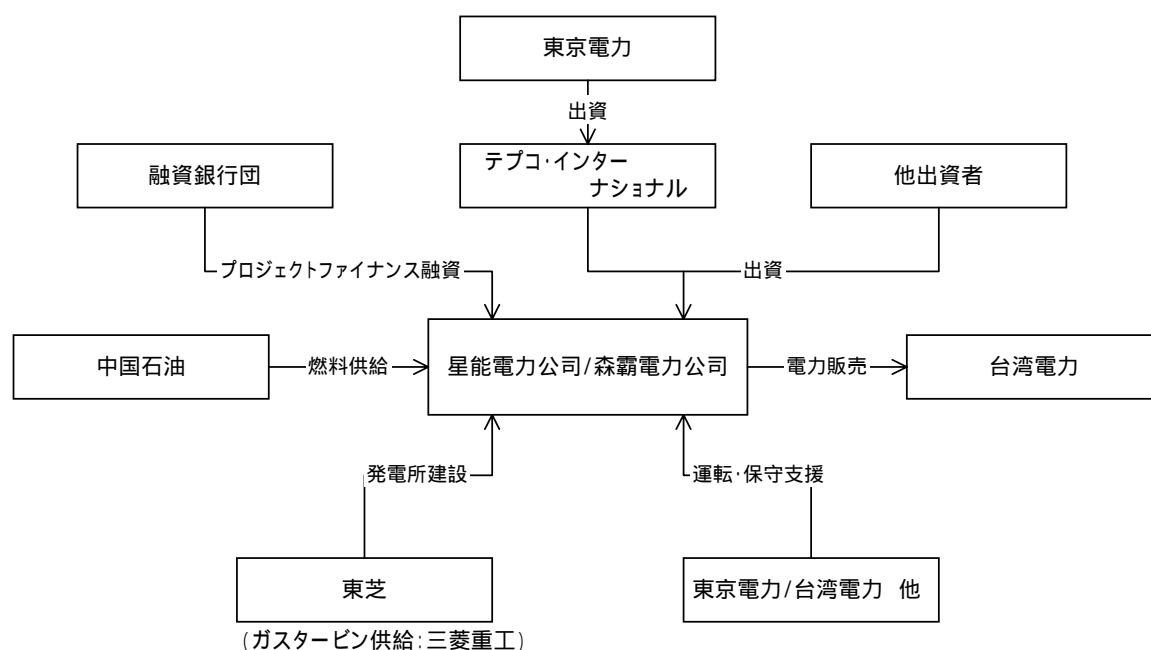 東京電力
出資
融資銀行団
テプコ・インター
ナショナル
他出資者
プロジェクトファイナンス融資
出資
中国石油
燃料供給
星能電力公司/森霸電力公司
電力販売
台湾電力
発電所建設
運転・保守支援
東芝
東京電力/台湾電力 他
(ガスタービン供給:三菱重工)